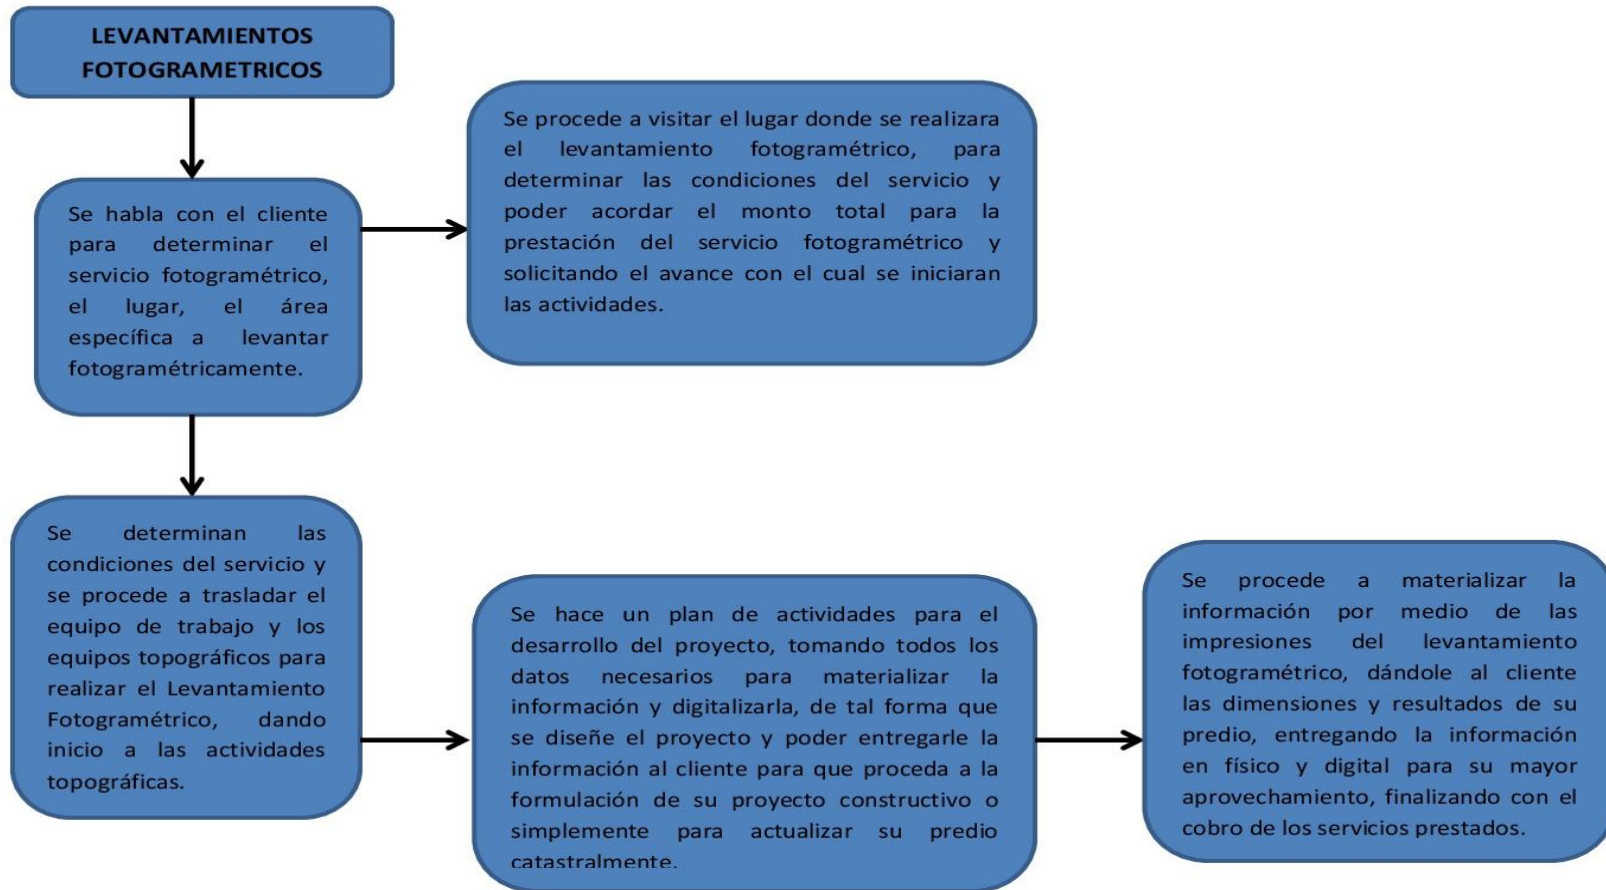 LEVANTAMIENTOS
FOTOGRAMETRICOS
Se habla con el cliente
para determinar el
servicio fotogramétrico,
el lugar, el área
específica a levantar
fotogramétricamente.
Se procede a visitar el lugar donde se realizara
el levantamiento fotogramétrico, para
determinar las condiciones del servicio y
poder acordar el monto total para la
prestación del servicio fotogramétrico y
solicitando el avance con el cual se iniciaran
las actividades.
Se determinan las
condiciones del servicio y
se procede a trasladar el
equipo de trabajo y los
equipos topográficos para
realizar el Levantamiento
Fotogramétrico, dando
inicio a las actividades
topográficas.
Se hace un plan de actividades para el
desarrollo del proyecto, tomando todos los
datos necesarios para materializar la
información y digitalizarla, de tal forma que
se diseñe el proyecto y poder entregarle la
información al cliente para que proceda a la
formulación de su proyecto constructivo o
simplemente para actualizar su predio
catastralmente.
Se procede a materializar la
información por medio de las
impresiones del levantamiento
fotogramétrico, dándole al cliente
las dimensiones y resultados de su
predio, entregando la información
en físico y digital para su mayor
aprovechamiento, finalizando con el
cobro de los servicios prestados.